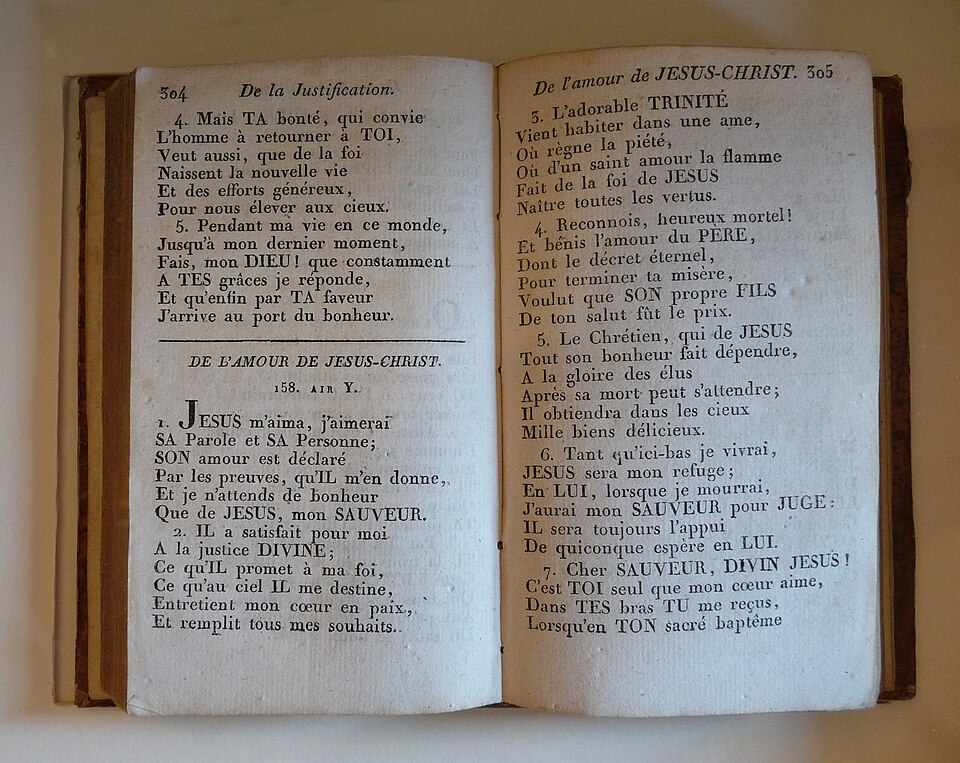 304 De la Justification.
4. Mais TA bonté, qui convie
L'homme à retourner à TOI,
Veut aussi, que de la foi
Naissent la nouvelle vie
Et des efforts généreux,
Pour nous élever aux cieux.
5. Pendant ma vie en ce monde,
Jusqu'à mon dernier moment,
Fais, mon DIEU! que constamment
A TES grâces je réponde,
Et qu'enfin par TA faveur
J'arrive au port du bonheur.
DE L'AMOUR DE JESUS-CHRIST.
158. AIR Y.
1. JESUS m'aima, j'aimerai
SA Parole et SA Personne;
SON amour est déclaré
Par les preuves, qu'IL m'en donne,
Et je n'attends de bonheur
Que de JESUS, mon SAUVEUR.
2. IL a satisfait pour moi
A la justice DIVINE;
Ce qu'IL promet à ma foi,
Ce qu'au ciel IL me destine,
Entretient mon cœur en paix,
Et remplit tous mes souhaits.
De l'amour de JESUS-CHRIST. 305
3. L'adorable TRINITÉ
Vient habiter dans une ame,
Où règne la piété,
Où d'un saint amour la flamme
Fait de la foi de JESUS
Naître toutes les vertus.
4. Reconnois, heureux mortel!
Et bénis l'amour du PÈRE,
Dont le décret éternel,
Pour terminer ta misère,
Voulut que SON propre FILS
De ton salut fût le prix.
5. Le Chrétien, qui de JESUS
Tout son bonheur fait dépendre,
A la gloire des élus
Après sa mort peut s'attendre;
Il obtiendra dans les cieux
Mille biens délicieux.
6. Tant qu'ici-bas je vivrai,
JESUS sera mon refuge;
En LUI, lorsque je mourrai,
J'aurai mon SAUVEUR pour JUGE:
IL sera toujours l'appui
De quiconque espère en LUI.
7. Cher SAUVEUR, DIVIN JESUS!
C'est TOI seul que mon cœur aime,
Dans TES bras TU me reçus,
Lorsqu'en TON sacré baptême